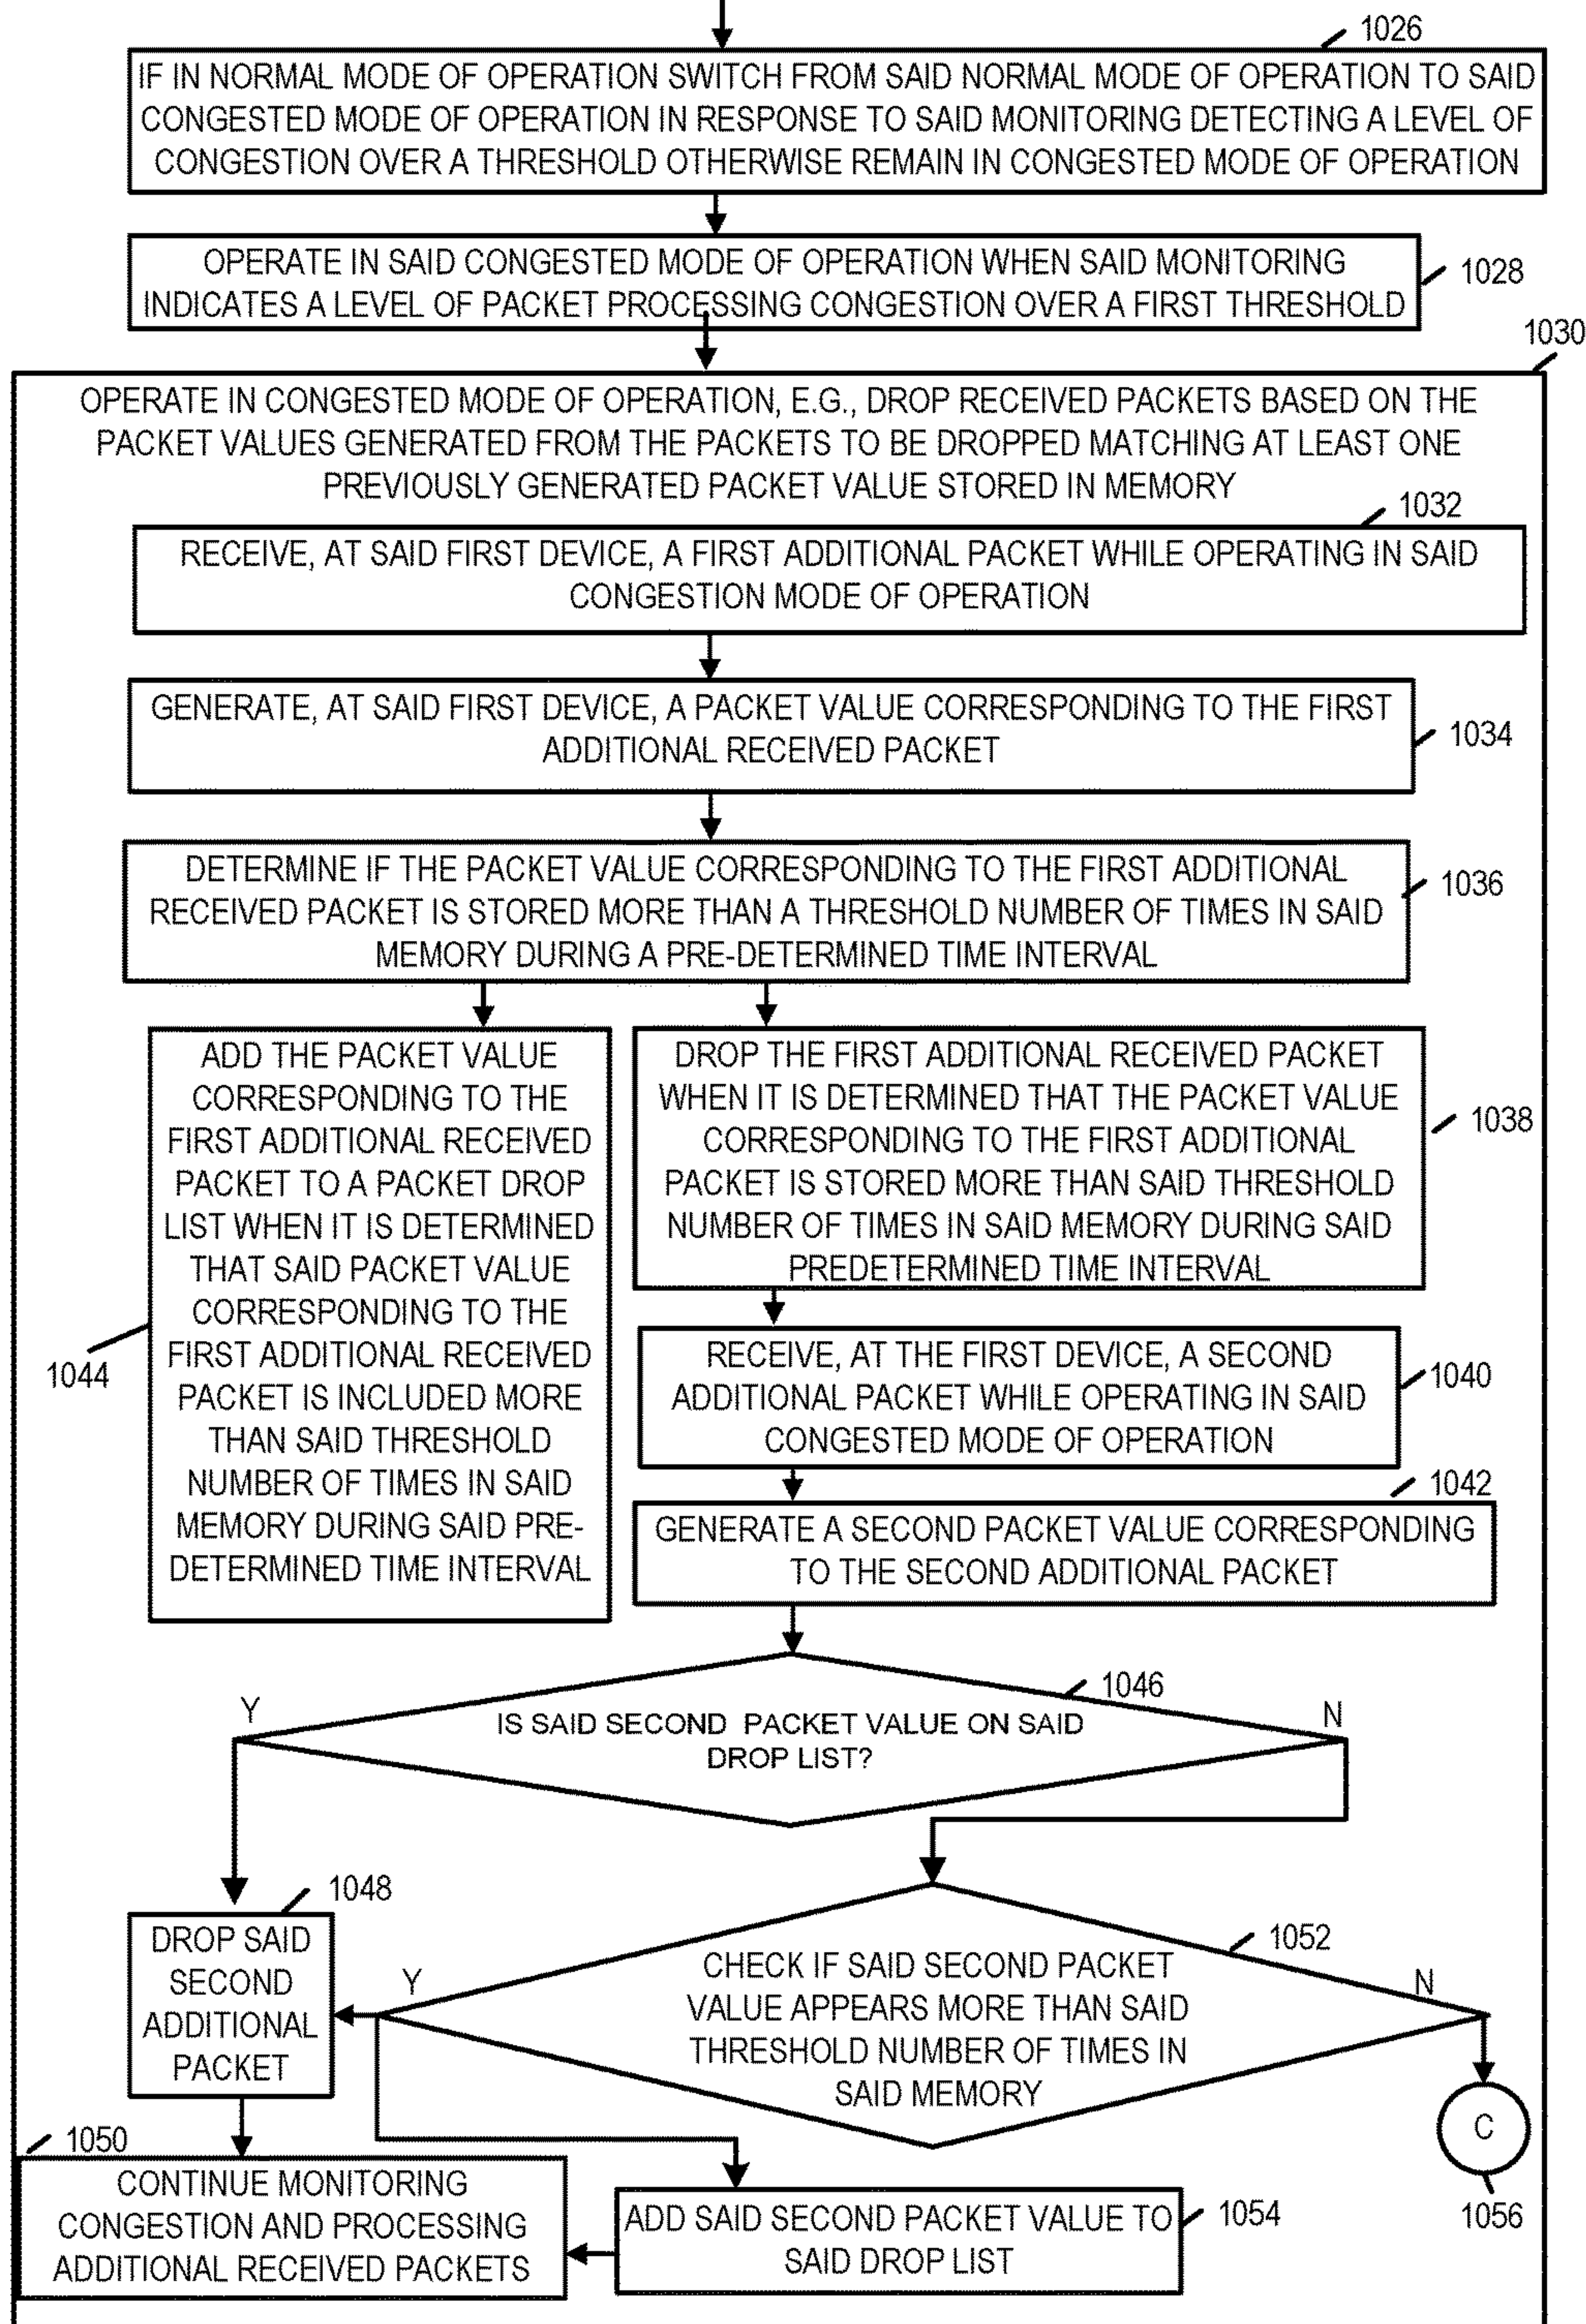 1026
IF IN NORMAL MODE OF OPERATION SWITCH FROM SAID NORMAL MODE OF OPERATION TO SAID
CONGESTED MODE OF OPERATION IN RESPONSE TO SAID MONITORING DETECTING A LEVEL OF
CONGESTION OVER A THRESHOLD OTHERWISE REMAIN IN CONGESTED MODE OF OPERATION
OPERATE IN SAID CONGESTED MODE OF OPERATION WHEN SAID MONITORING
INDICATES A LEVEL OF PACKET PROCESSING CONGESTION OVER A FIRST THRESHOLD
1028
1030
OPERATE IN CONGESTED MODE OF OPERATION, E.G., DROP RECEIVED PACKETS BASED ON THE
PACKET VALUES GENERATED FROM THE PACKETS TO BE DROPPED MATCHING AT LEAST ONE
PREVIOUSLY GENERATED PACKET VALUE STORED IN MEMORY
1032
RECEIVE, AT SAID FIRST DEVICE, A FIRST ADDITIONAL PACKET WHILE OPERATING IN SAID
CONGESTION MODE OF OPERATION
GENERATE, AT SAID FIRST DEVICE, A PACKET VALUE CORRESPONDING TO THE FIRST
ADDITIONAL RECEIVED PACKET
1034
DETERMINE IF THE PACKET VALUE CORRESPONDING TO THE FIRST ADDITIONAL
RECEIVED PACKET IS STORED MORE THAN A THRESHOLD NUMBER OF TIMES IN SAID
MEMORY DURING A PRE-DETERMINED TIME INTERVAL
1036
ADD THE PACKET VALUE
CORRESPONDING TO THE
FIRST ADDITIONAL RECEIVED
PACKET TO A PACKET DROP
LIST WHEN IT IS DETERMINED
THAT SAID PACKET VALUE
CORRESPONDING TO THE
FIRST ADDITIONAL RECEIVED
PACKET IS INCLUDED MORE
THAN SAID THRESHOLD
NUMBER OF TIMES IN SAID
MEMORY DURING SAID PRE-
DETERMINED TIME INTERVAL
1044
DROP THE FIRST ADDITIONAL RECEIVED PACKET
WHEN IT IS DETERMINED THAT THE PACKET VALUE
CORRESPONDING TO THE FIRST ADDITIONAL
PACKET IS STORED MORE THAN SAID THRESHOLD
NUMBER OF TIMES IN SAID MEMORY DURING SAID
PREDETERMINED TIME INTERVAL
1038
RECEIVE, AT THE FIRST DEVICE, A SECOND
ADDITIONAL PACKET WHILE OPERATING IN SAID
CONGESTED MODE OF OPERATION
1040
1042
GENERATE A SECOND PACKET VALUE CORRESPONDING
TO THE SECOND ADDITIONAL PACKET
1046
Y
N
IS SAID SECOND PACKET VALUE ON SAID
DROP LIST?
1048
DROP SAID
SECOND
ADDITIONAL
PACKET
1052
Y
N
CHECK IF SAID SECOND PACKET
VALUE APPEARS MORE THAN SAID
THRESHOLD NUMBER OF TIMES IN
SAID MEMORY
C
1056
1050
CONTINUE MONITORING
CONGESTION AND PROCESSING
ADDITIONAL RECEIVED PACKETS
ADD SAID SECOND PACKET VALUE TO
SAID DROP LIST
1054